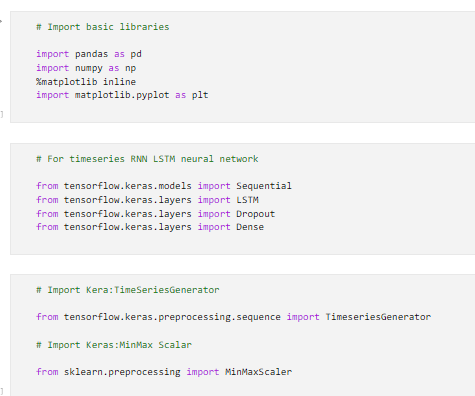 # Import basic libraries
import pandas as pd
import numpy as np
%matplotlib inline
import matplotlib.pyplot as plt
# For timeseries RNN LSTM neural network
from tensorflow.keras.models import Sequential
from tensorflow.keras.layers import LSTM
from tensorflow.keras.layers import Dropout
from tensorflow.keras.layers import Dense
# Import Kera:TimeSeriesGenerator
from tensorflow.keras.preprocessing.sequence import TimeseriesGenerator
# Import Keras:MinMax Scalar
from sklearn.preprocessing import MinMaxScaler